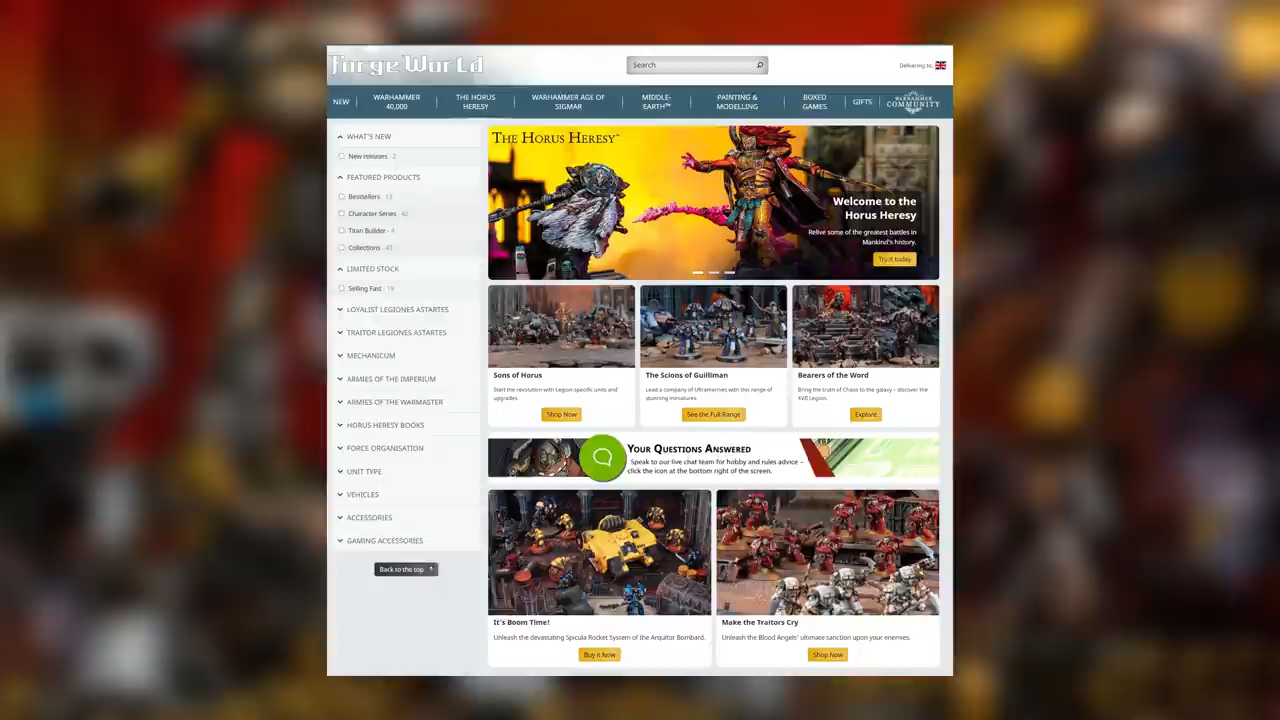 Forge World
Search
Delivering to:
NEW
WARHAMMER
40,000
THE HORUS
HERESY
WARHAMMER AGE OF
SIGMAR
MIDDLE-
EARTH™
PAINTING &
MODELLING
BOXED
GAMES
GIFTS
WARHAMMER
COMMUNITY
WHAT'S NEW
New releases 2
FEATURED PRODUCTS
Bestsellers 13
Character Series 42
Titan Builder 4
Collections 43
LIMITED STOCK
Selling Fast 19
LOYALIST LEGIONES ASTARTES
TRAITOR LEGIONES ASTARTES
MECHANICUM
ARMIES OF THE IMPERIUM
ARMIES OF THE WARMASTER
HORUS HERESY BOOKS
FORCE ORGANISATION
UNIT TYPE
VEHICLES
ACCESSORIES
GAMING ACCESSORIES
Back to the top
THE HORUS HERESY™
Welcome to the
Horus Heresy
Relive some of the greatest battles in
Mankind's history.
Try it today
Sons of Horus
Start the revolution with Legion-specific units and
upgrades.
Shop Now
The Scions of Guilliman
Lead a company of Ultramarines with this range of
stunning miniatures.
See the Full Range
Bearers of the Word
Bring the truth of Chaos to the galaxy – discover the
XVII Legion.
Explore
YOUR QUESTIONS ANSWERED
Speak to our live chat team for hobby and rules advice –
click the icon at the bottom right of the screen.
It's Boom Time!
Unleash the devastating Spicula Rocket System of the Arquitor Bombard.
Buy it Now
Make the Traitors Cry
Unleash the Blood Angels' ultimate sanction upon your enemies.
Shop Now